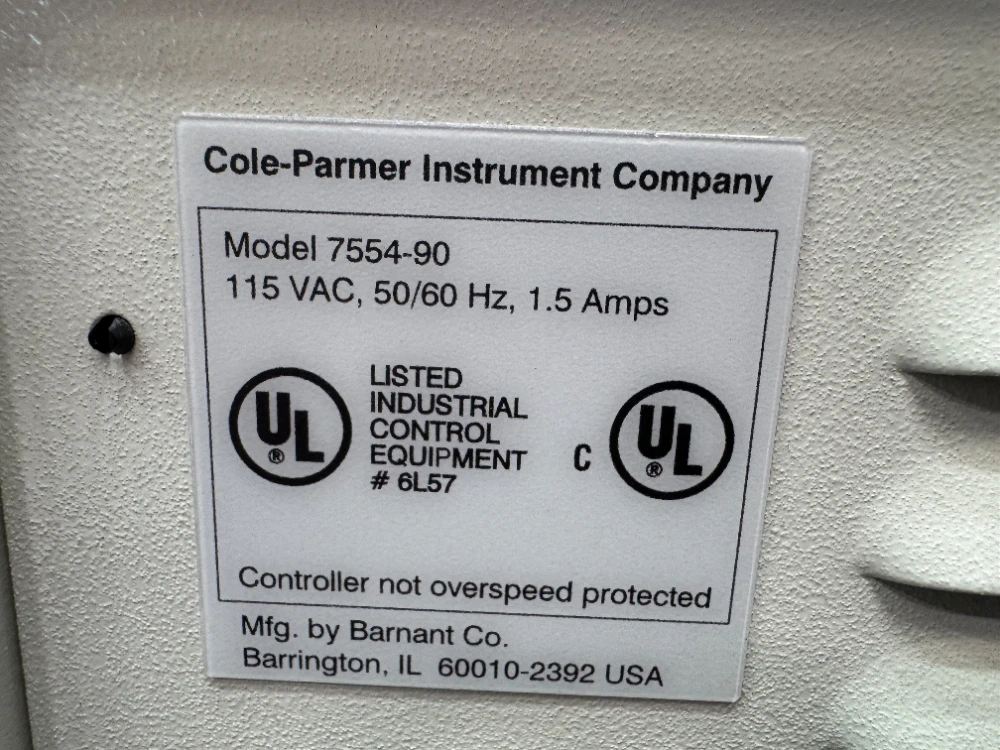 Cole-Parmer Instrument Company
Model 7554-90
115 VAC, 50/60 Hz, 1.5 Amps
UL® LISTED
INDUSTRIAL
CONTROL
EQUIPMENT
# 6L57
C UL®
Controller not overspeed protected
Mfg. by Barnant Co.
Barrington, IL 60010-2392 USA